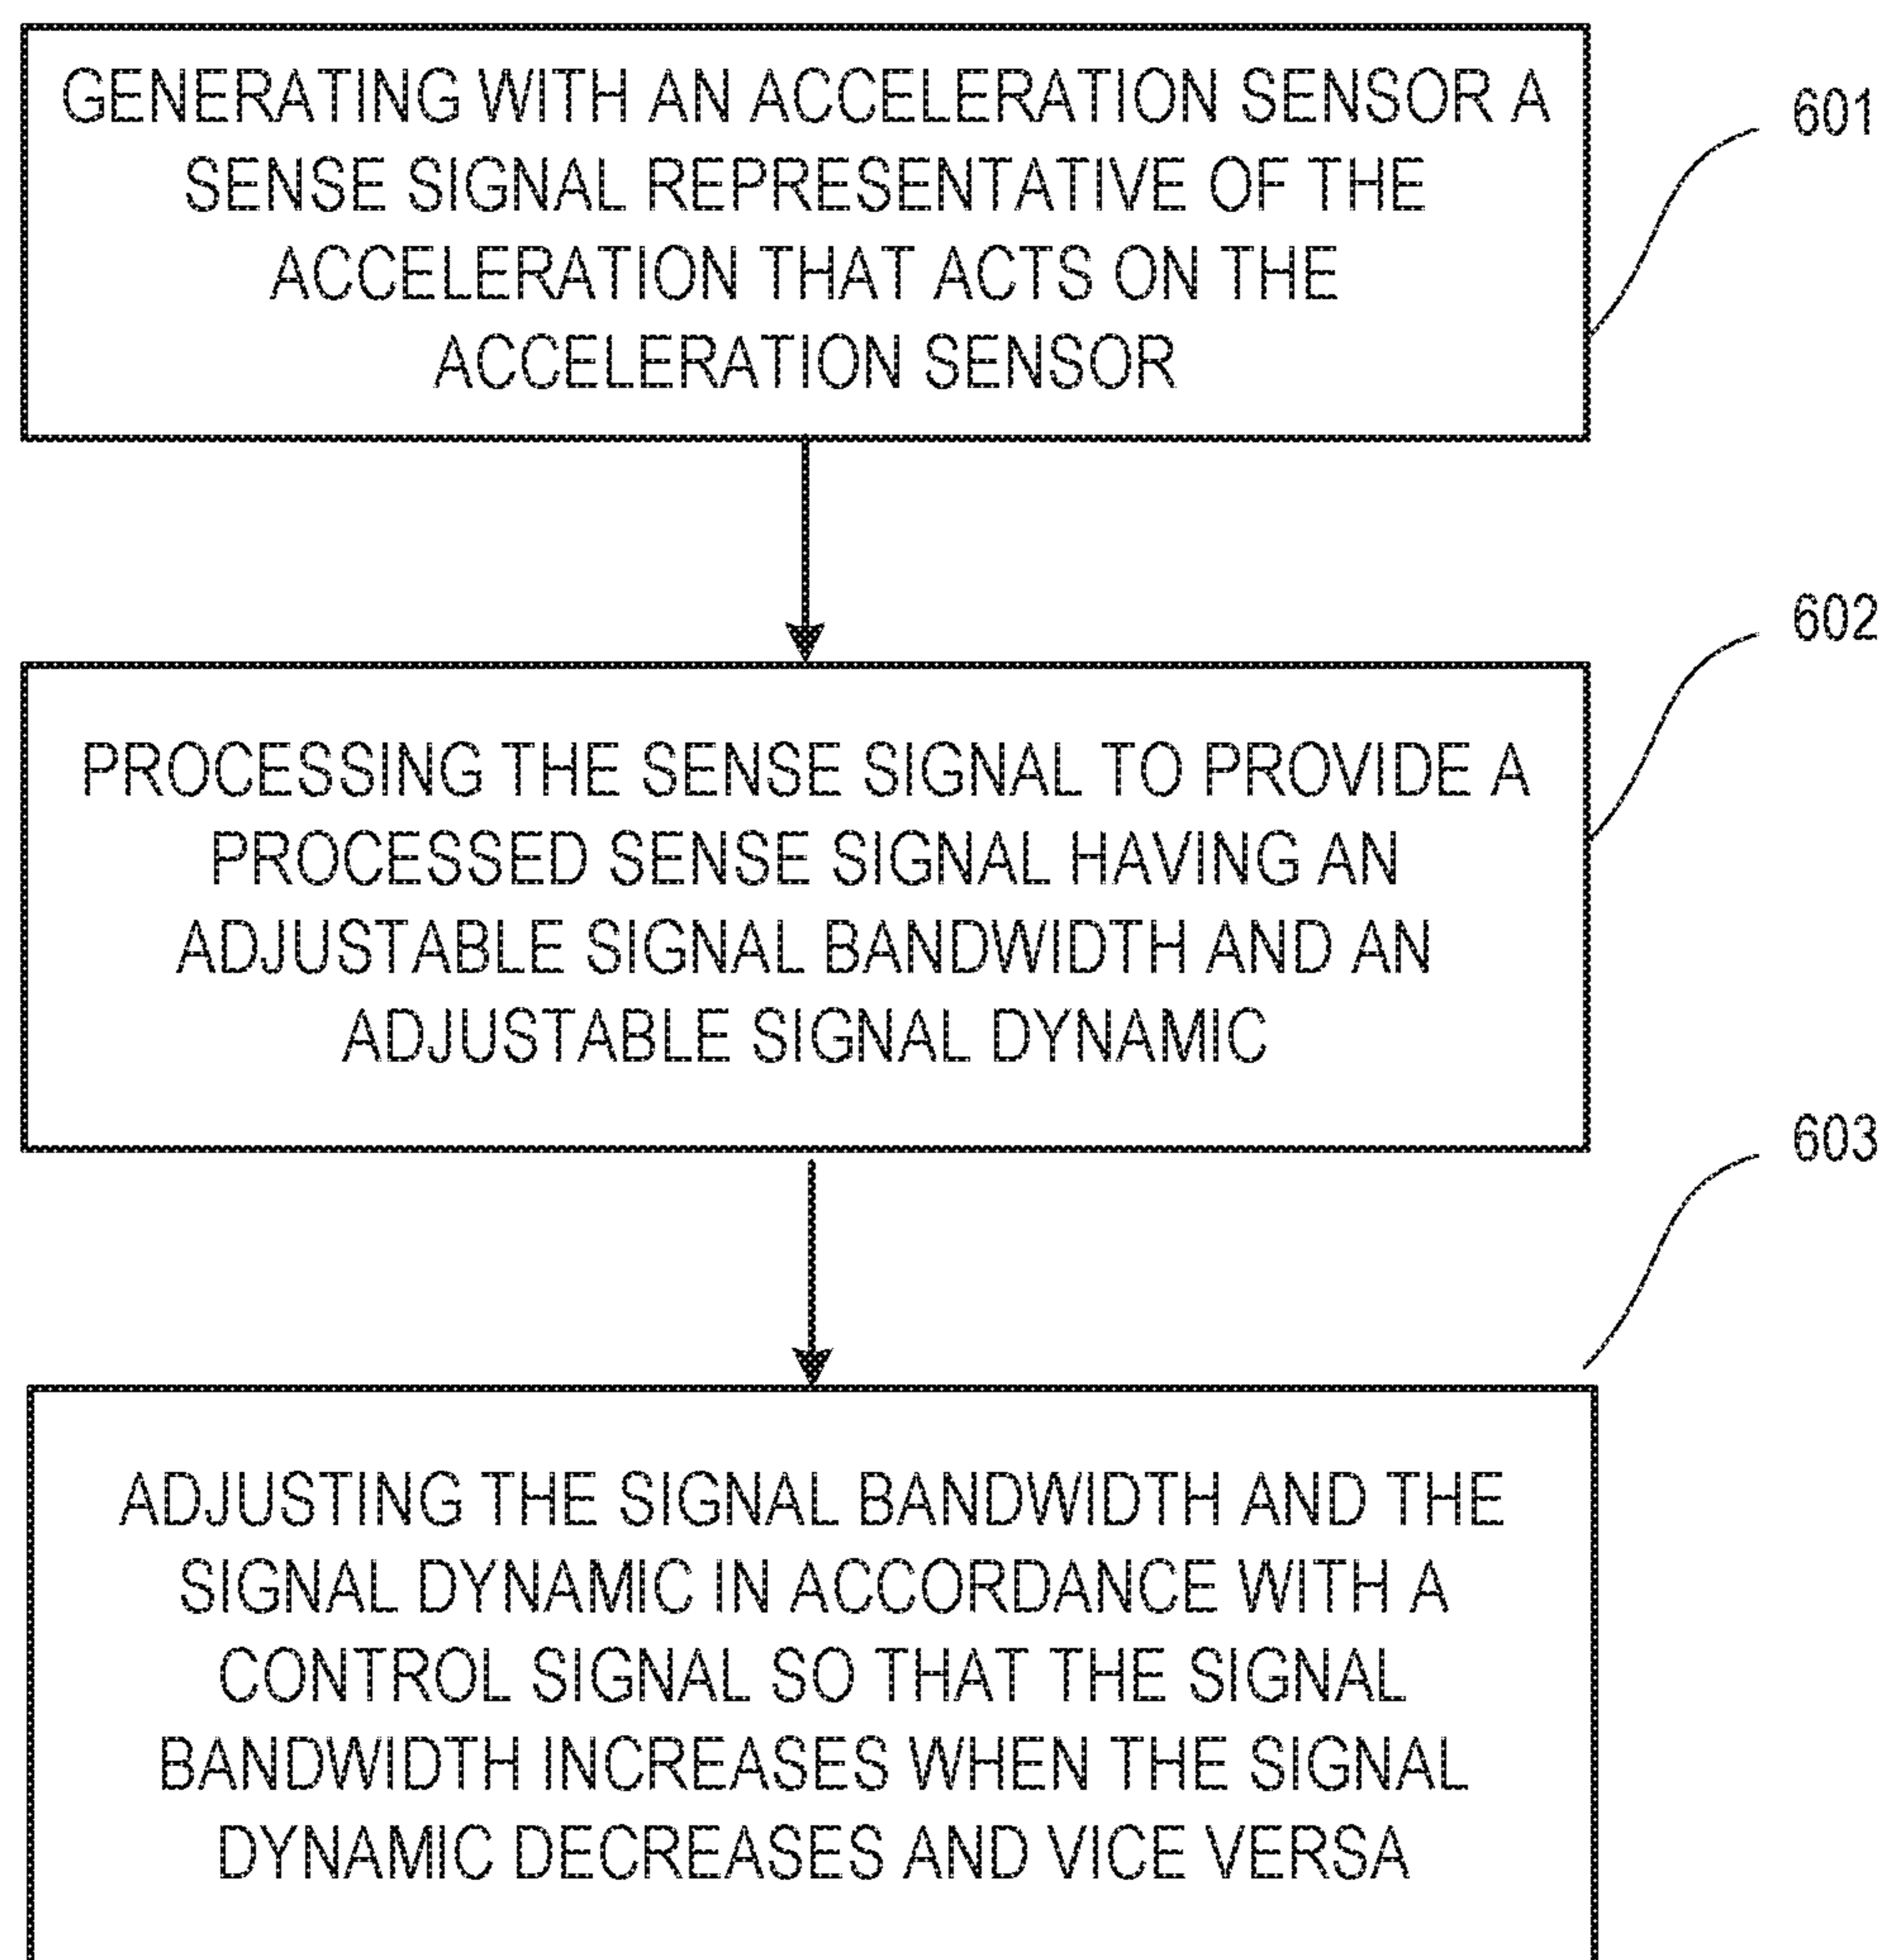 GENERATING WITH AN ACCELERATION SENSOR A
SENSE SIGNAL REPRESENTATIVE OF THE
ACCELERATION THAT ACTS ON THE
ACCELERATION SENSOR
601
602
PROCESSING THE SENSE SIGNAL TO PROVIDE A
PROCESSED SENSE SIGNAL HAVING AN
ADJUSTABLE SIGNAL BANDWIDTH AND AN
ADJUSTABLE SIGNAL DYNAMIC
603
ADJUSTING THE SIGNAL BANDWIDTH AND THE
SIGNAL DYNAMIC IN ACCORDANCE WITH A
CONTROL SIGNAL SO THAT THE SIGNAL
BANDWIDTH INCREASES WHEN THE SIGNAL
DYNAMIC DECREASES AND VICE VERSA